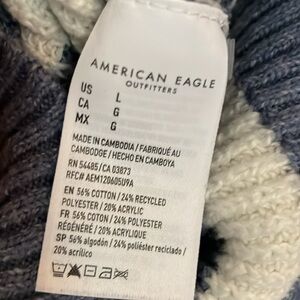 AMERICAN EAGLE
OUTFITTERS
US L
CA G
MX G
MADE IN CAMBODIA / FABRIQUÉ AU
CAMBODGE / HECHO EN CAMBOYA
RN 54485/CA 03873
RFC# AEM120605U9A
EN 56% COTTON / 24% RECYCLED
POLYESTER / 20% ACRYLIC
FR 56% COTON / 24% POLYESTER
RÉGÉNÉRÉ / 20% ACRYLIQUE
SP 56% algodón / 24% poliéster reciclado /
20% acrílico